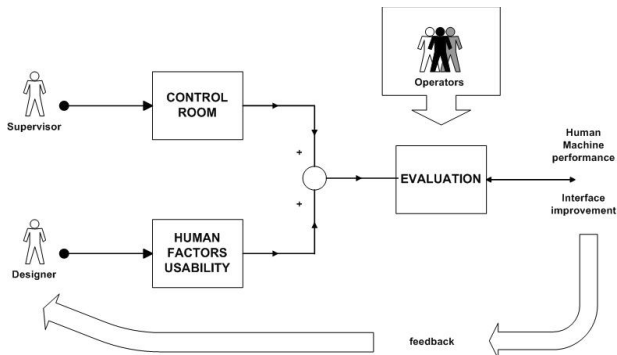 Operators
Supervisor
CONTROL
ROOM
+
+
EVALUATION
Human
Machine
performance
Interface
improvement
Designer
HUMAN
FACTORS
USABILITY
feedback